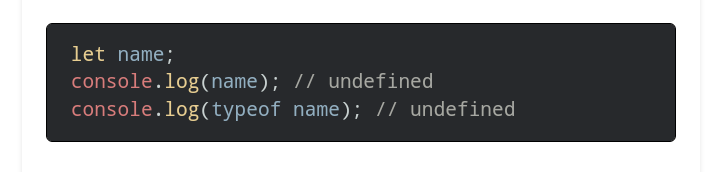 let name;
console.log(name); // undefined
console.log(typeof name); // undefined